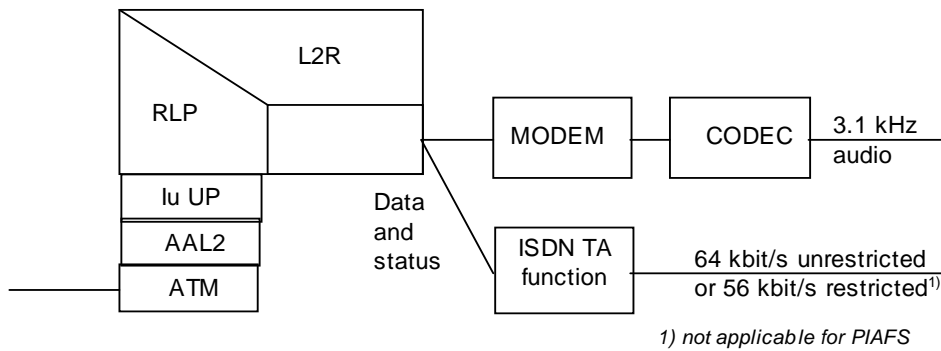 L2R
RLP
MODEM
CODEC
3.1 kHz
audio
Iu UP
AAL2
ATM
Data
and
status
ISDN TA
function
64 kbit/s unrestricted
or 56 kbit/s restricted1)
1) not applicable for PIAFS